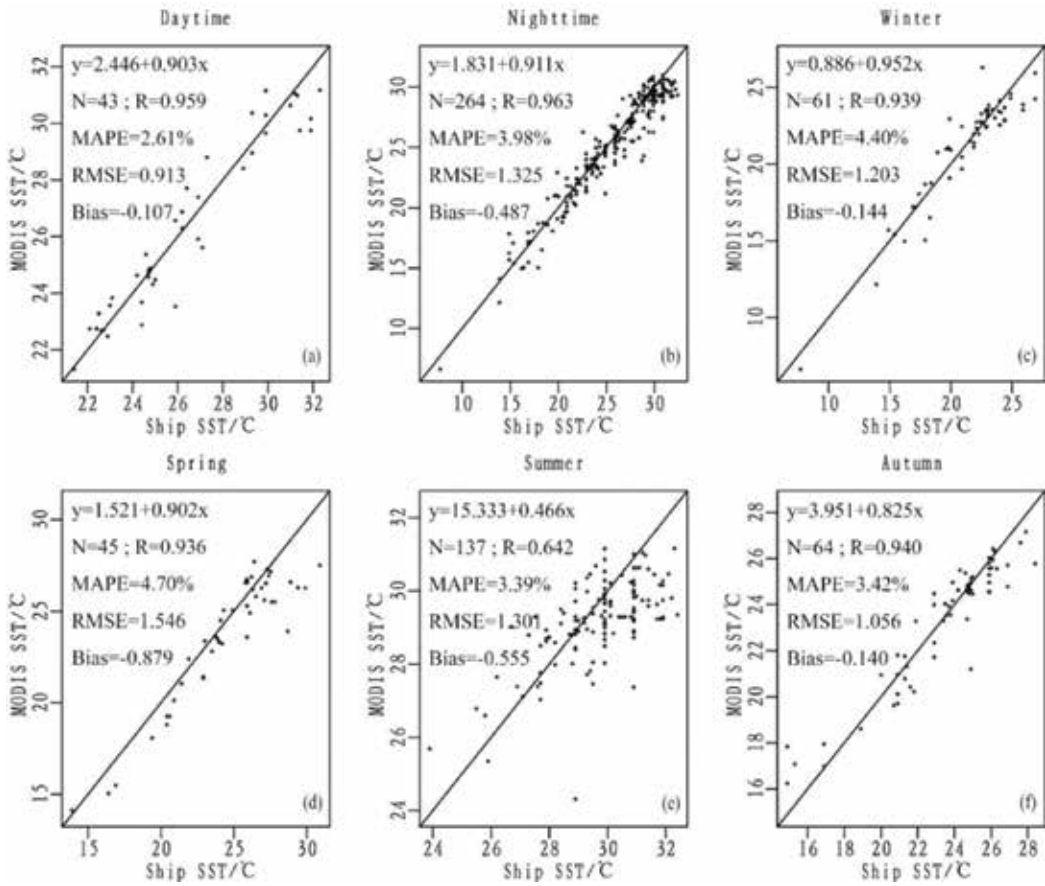 Daytime
y=2.446+0.903x
N=43 ; R=0.959
MAPE=2.61%
RMSE=0.913
Bias=-0.107
(a)
MODIS SST/℃
22 24 26 28 30 32
22 24 26 28 30 32
Ship SST/℃
Nighttime
y=1.831+0.911x
N=264 ; R=0.963
MAPE=3.98%
RMSE=1.325
Bias=-0.487
(b)
10 15 20 25 30
10 15 20 25 30
Ship SST/℃
Winter
y=0.886+0.952x
N=61 ; R=0.939
MAPE=4.40%
RMSE=1.203
Bias=-0.144
(c)
MODIS SST/℃
10 15 20 25
10 15 20 25
Ship SST/℃
Spring
y=1.521+0.902x
N=45 ; R=0.936
MAPE=4.70%
RMSE=1.546
Bias=-0.879
(d)
MODIS SST/℃
15 20 25 30
15 20 25 30
Ship SST/℃
Summer
y=15.333+0.466x
N=137 ; R=0.642
MAPE=3.39%
RMSE=1.301
Bias=-0.555
(e)
MODIS SST/℃
24 26 28 30 32
24 26 28 30 32
Ship SST/℃
Autumn
y=3.951+0.825x
N=64 ; R=0.940
MAPE=3.42%
RMSE=1.056
Bias=-0.140
(f)
MODIS SST/℃
16 18 20 22 24 26 28
14 16 18 20 22 24 26 28
Ship SST/℃